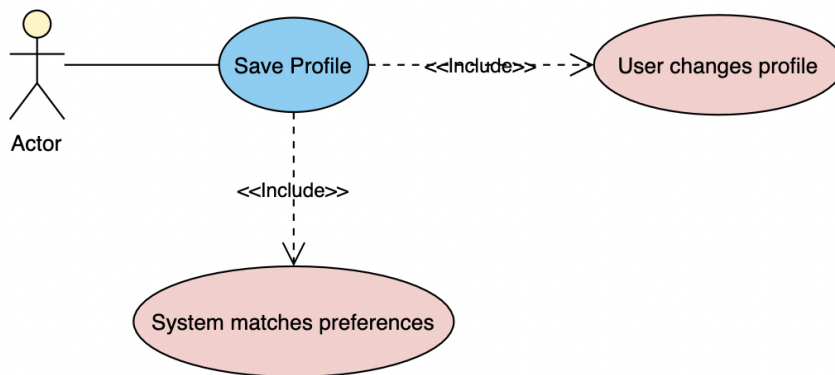 Save Profile
<<Include>>
User changes profile
Actor
<<Include>>
System matches preferences